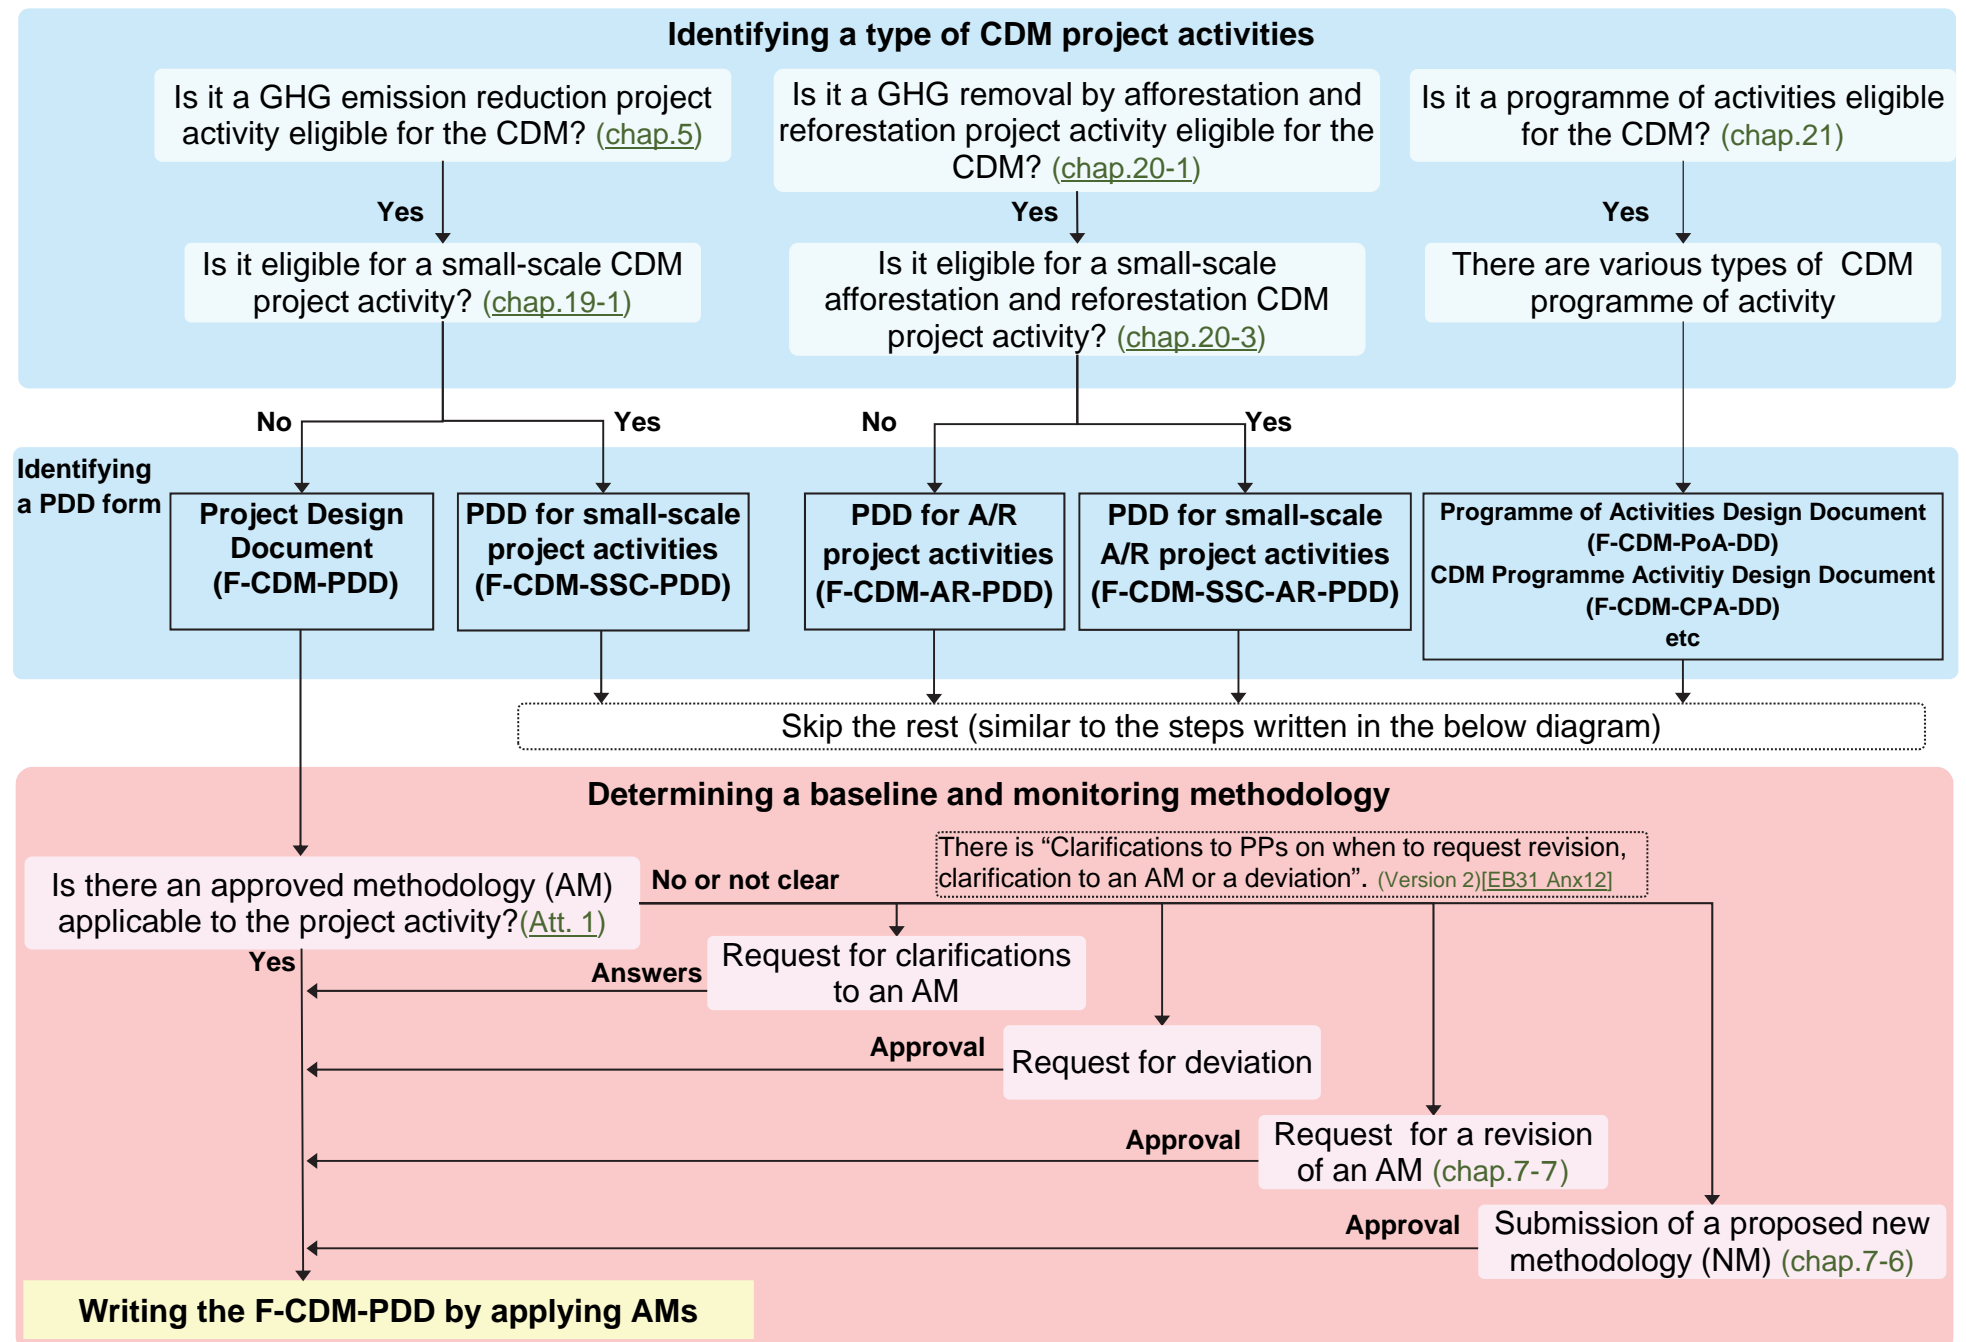 Identifying a type of CDM project activities
Is it a GHG emission reduction project
activity eligible for the CDM? (chap.5)
Is it a GHG removal by afforestation and
reforestation project activity eligible for the
CDM? (chap.20-1)
Is it a programme of activities eligible
for the CDM? (chap.21)
Yes
Yes
Yes
Is it eligible for a small-scale CDM
project activity? (chap.19-1)
Is it eligible for a small-scale
afforestation and reforestation CDM
project activity? (chap.20-3)
There are various types of CDM
programme of activity
No
Yes
No
Yes
Identifying
a PDD form
Project Design
Document
(F-CDM-PDD)
PDD for small-scale
project activities
(F-CDM-SSC-PDD)
PDD for A/R
project activities
(F-CDM-AR-PDD)
PDD for small-scale
A/R project activities
(F-CDM-SSC-AR-PDD)
Programme of Activities Design Document
(F-CDM-PoA-DD)
CDM Programme Activitiy Design Document
(F-CDM-CPA-DD)
etc
Skip the rest (similar to the steps written in the below diagram)
Determining a baseline and monitoring methodology
There is “Clarifications to PPs on when to request revision,
clarification to an AM or a deviation”. (Version 2)[EB31 Anx12]
Is there an approved methodology (AM)
applicable to the project activity?(Att. 1)
No or not clear
Yes
Answers
Request for clarifications
to an AM
Approval
Request for deviation
Approval
Request for a revision
of an AM (chap.7-7)
Approval
Submission of a proposed new
methodology (NM) (chap.7-6)
Writing the F-CDM-PDD by applying AMs